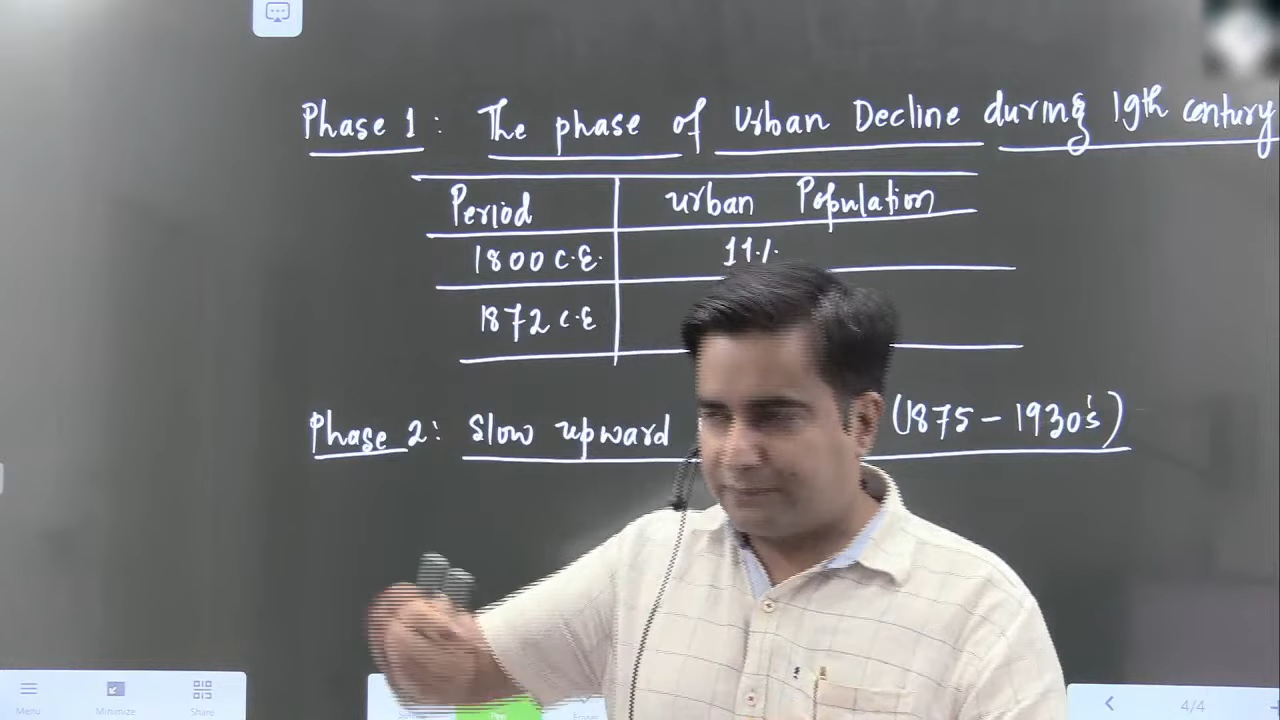 Phase 1: The phase of Urban Decline during 19th century
Period Urban Population
1800 C.E. 11%
1872 C.E
Phase 2: Slow upward (1875 - 1930's)
Menu Minimize Share Eraser 4/4